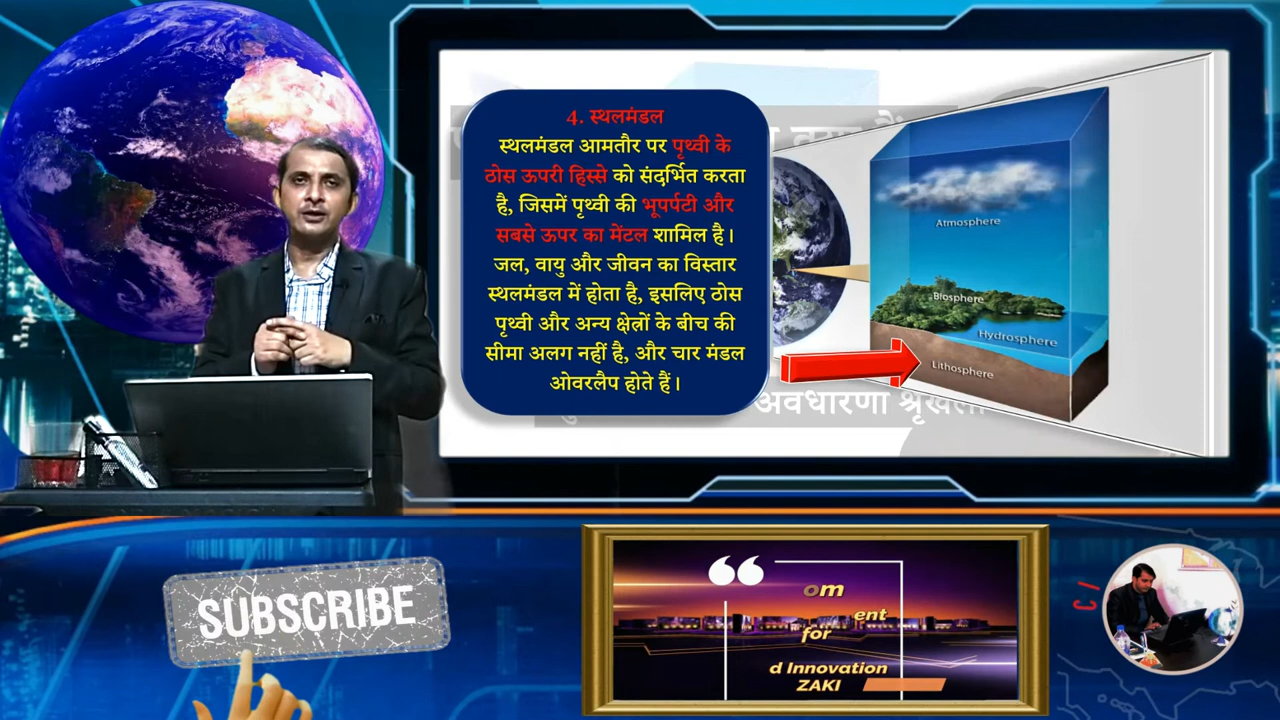 4. स्थलमंडल
स्थलमंडल आमतौर पर पृथ्वी के
ठोस ऊपरी हिस्से को संदर्भित करता
है, जिसमें पृथ्वी की भूपर्पटी और
सबसे ऊपर का मेंटल शामिल है।
जल, वायु और जीवन का विस्तार
स्थलमंडल में होता है, इसलिए ठोस
पृथ्वी और अन्य क्षेत्रों के बीच की
सीमा अलग नहीं है, और चार मंडल
ओवरलैप होते हैं।
Atmosphere
Biosphere
Hydrosphere
Lithosphere
अवधारणा
SUBSCRIBE
om
ent
for
d Innovation
ZAKI